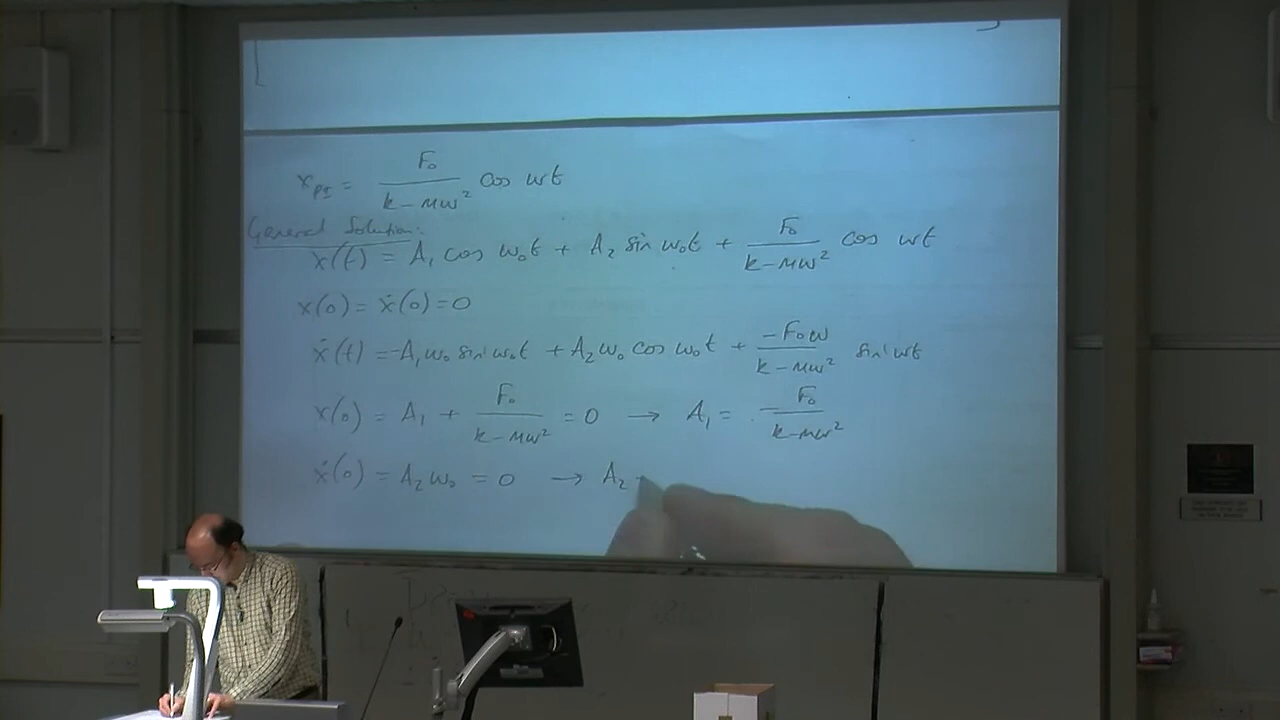 x_PI = F₀/(k − Mω²) cos ωt
General Solution:
x(t) = A₁ cos ω₀t + A₂ sin ω₀t + F₀/(k − Mω²) cos ωt
x(0) = ẋ(0) = 0
ẋ(t) = −A₁ω₀ sin ω₀t + A₂ω₀ cos ω₀t + −F₀ω/(k − Mω²) sin ωt
x(0) = A₁ + F₀/(k − Mω²) = 0 → A₁ = −F₀/(k − Mω²)
ẋ(0) = A₂ω₀ = 0 → A₂